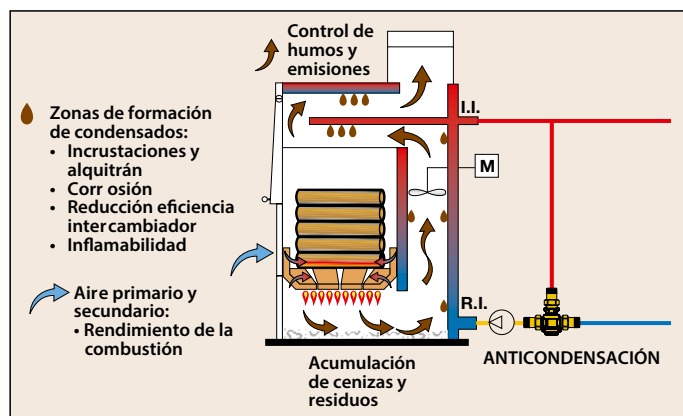 Control de
humos y
emisiones
Zonas de formación
de condensados:
• Incrustaciones y
alquitrán
• Corr osión
• Reducción eficiencia
inter cambiador
• Inflamabilidad
Aire primario y
secundario:
• Rendimiento de la
combustión
I.I.
M
R.I.
ANTICONDENSACIÓN
Acumulación
de cenizas y
residuos